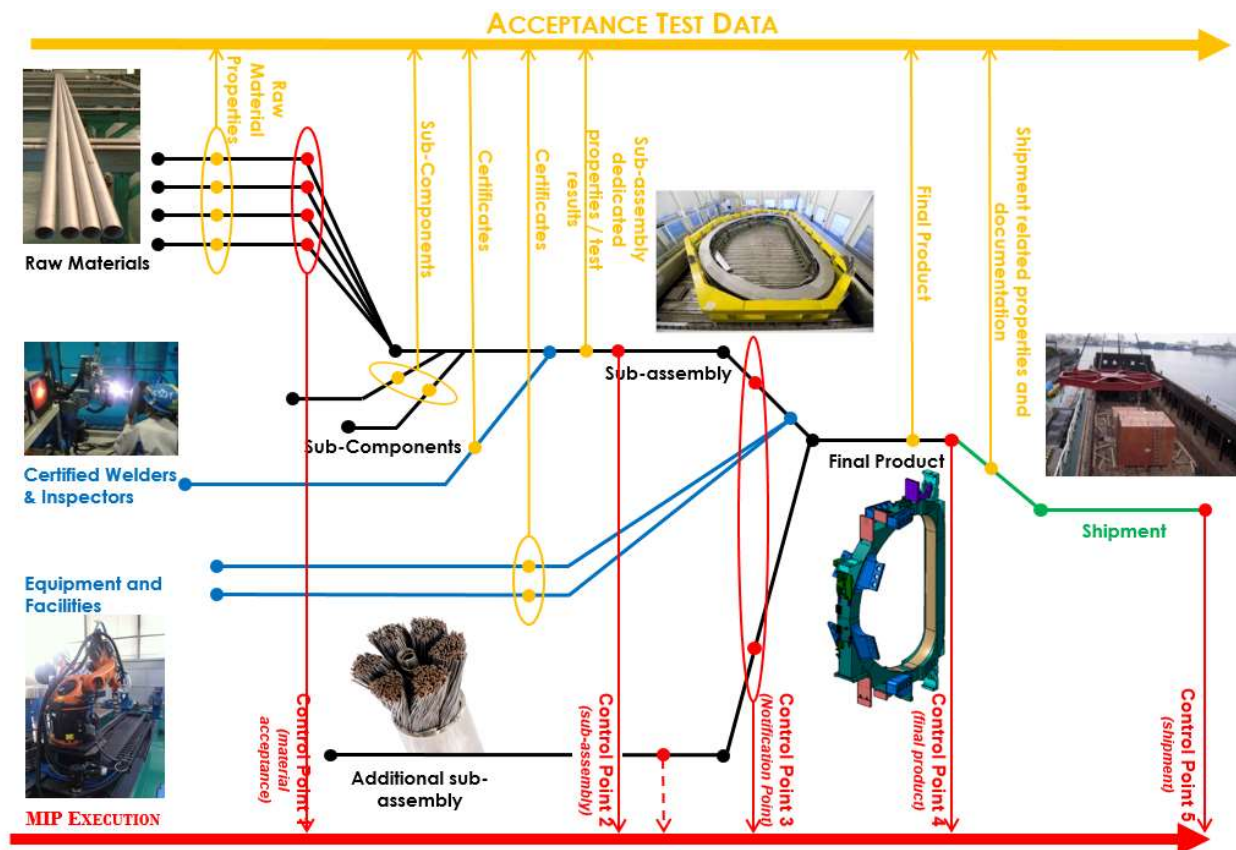 ACCEPTANCE TEST DATA
Raw
Material
Properties
Sub-Components
Certificates
Certificates
Sub-assembly
dedicated
properties / test
results
Final Product
Shipment related properties and
documentation
Raw Materials
Sub-assembly
Sub-Components
Certified Welders
& Inspectors
Final Product
Shipment
Equipment and
Facilities
Additional sub-
assembly
Control Point 1
(material
acceptance)
Control Point 2
(sub-assembly)
Control Point 3
(Notification Point)
Control Point 4
(final product)
Control Point 5
(shipment)
MIP EXECUTION